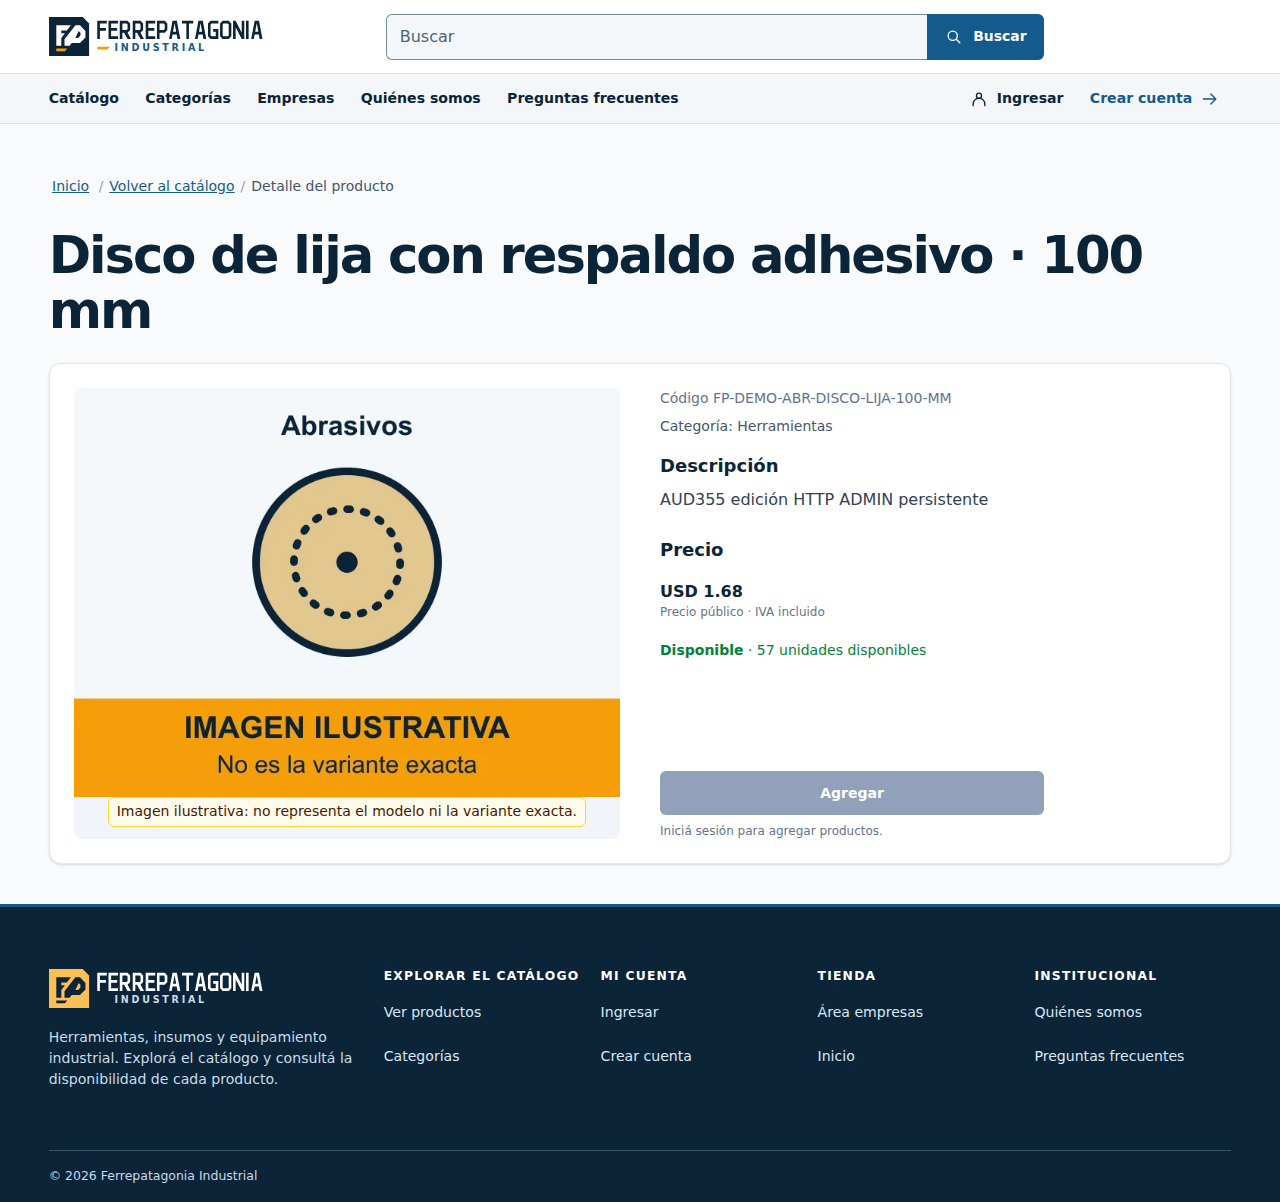 FERREPATAGONIA
INDUSTRIAL
Buscar
Buscar
Catálogo
Categorías
Empresas
Quiénes somos
Preguntas frecuentes
Ingresar
Crear cuenta
Inicio / Volver al catálogo / Detalle del producto
Disco de lija con respaldo adhesivo · 100
mm
Abrasivos
IMAGEN ILUSTRATIVA
No es la variante exacta
Imagen ilustrativa: no representa el modelo ni la variante exacta.
Código FP-DEMO-ABR-DISCO-LIJA-100-MM
Categoría: Herramientas
Descripción
AUD355 edición HTTP ADMIN persistente
Precio
USD 1.68
Precio público · IVA incluido
Disponible · 57 unidades disponibles
Agregar
Iniciá sesión para agregar productos.
FERREPATAGONIA
INDUSTRIAL
Herramientas, insumos y equipamiento
industrial. Explorá el catálogo y consultá la
disponibilidad de cada producto.
EXPLORAR EL CATÁLOGO
Ver productos
Categorías
MI CUENTA
Ingresar
Crear cuenta
TIENDA
Área empresas
Inicio
INSTITUCIONAL
Quiénes somos
Preguntas frecuentes
© 2026 Ferrepatagonia Industrial